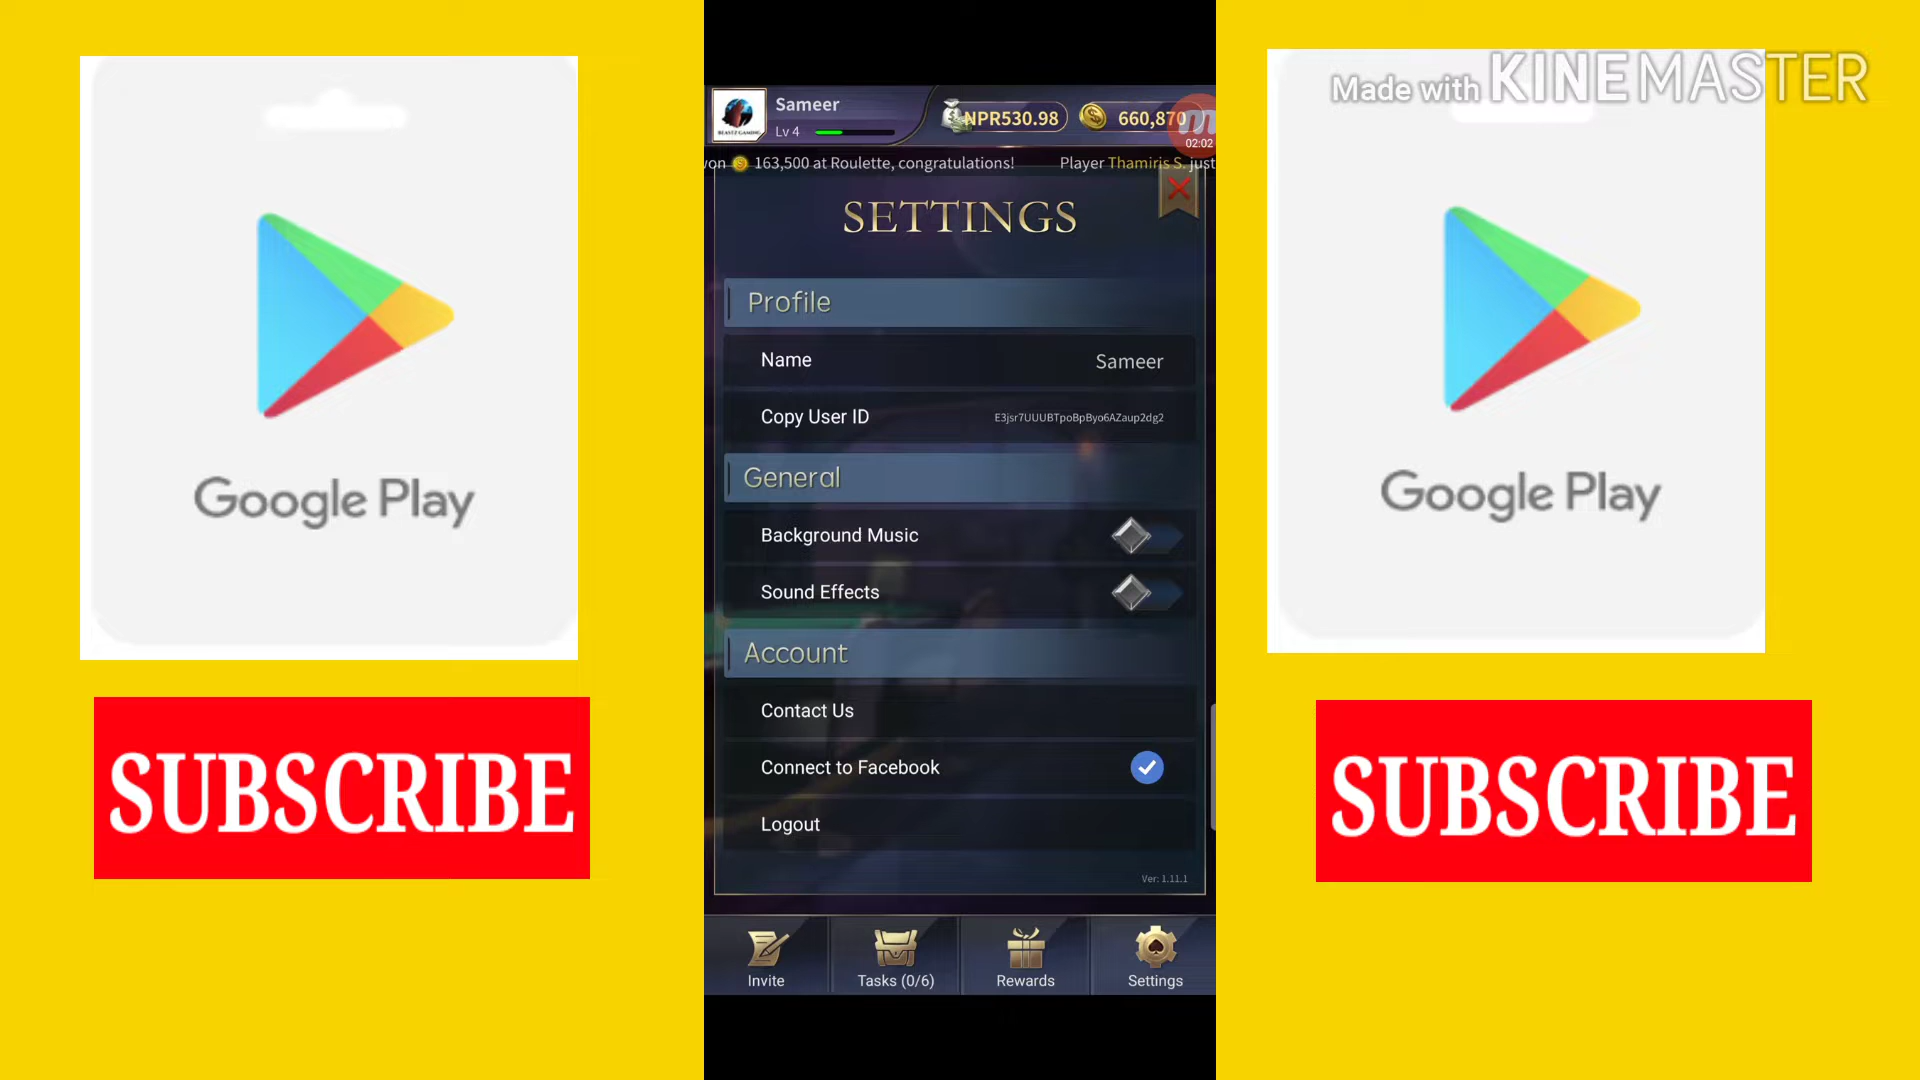 Made with KINEMASTER
Google Play
SUBSCRIBE
Sameer
Lv 4
NPR530.98
660,870
02:02
won 163,500 at Roulette, congratulations! Player Thamiris S. just
SETTINGS
Profile
Name Sameer
Copy User ID E3jsr7UUUBTpoBpByo6AZaup2dg2
General
Background Music
Sound Effects
Account
Contact Us
Connect to Facebook
Logout
Ver: 1.11.1
Invite
Tasks (0/6)
Rewards
Settings
Google Play
SUBSCRIBE